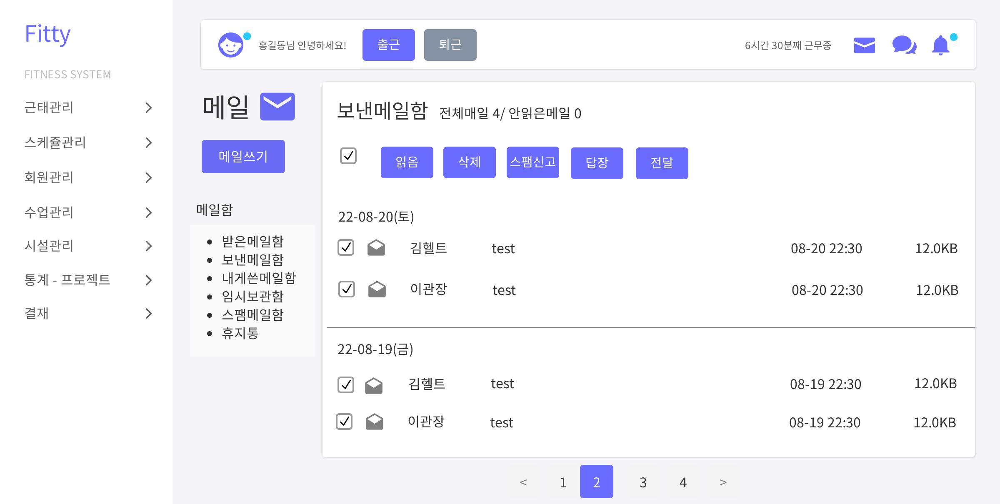 Fitty
FITNESS SYSTEM
근태관리
스케쥴관리
회원관리
수업관리
시설관리
통계 - 프로젝트
결재
홍길동님 안녕하세요!
출근
퇴근
6시간 30분째 근무중
메일
메일쓰기
메일함
받은메일함
보낸메일함
내게쓴메일함
임시보관함
스팸메일함
휴지통
보낸메일함 전체매일 4/ 안읽은메일 0
읽음 삭제 스팸신고 답장 전달
22-08-20(토)
김헬트 test 08-20 22:30 12.0KB
이관장 test 08-20 22:30 12.0KB
22-08-19(금)
김헬트 test 08-19 22:30 12.0KB
이관장 test 08-19 22:30 12.0KB
< 1 2 3 4 >